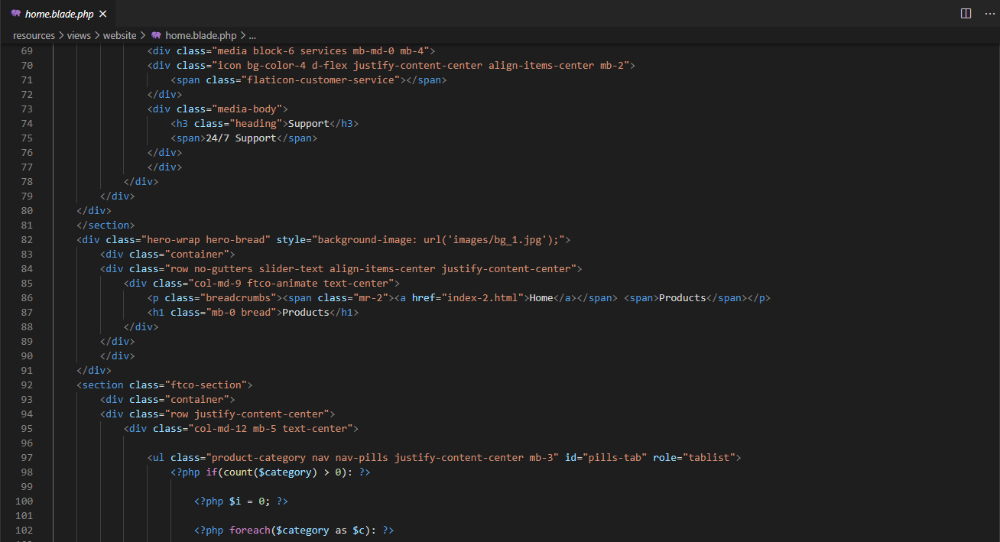 home.blade.php ×
resources > views > website > home.blade.php > ...
69 <div class="media block-6 services mb-md-0 mb-4">
70 <div class="icon bg-color-4 d-flex justify-content-center align-items-center mb-2">
71 <span class="flaticon-customer-service"></span>
72 </div>
73 <div class="media-body">
74 <h3 class="heading">Support</h3>
75 <span>24/7 Support</span>
76 </div>
77 </div>
78 </div>
79 </div>
80 </div>
81 </section>
82 <div class="hero-wrap hero-bread" style="background-image: url('images/bg_1.jpg');">
83 <div class="container">
84 <div class="row no-gutters slider-text align-items-center justify-content-center">
85 <div class="col-md-9 ftco-animate text-center">
86 <p class="breadcrumbs"><span class="mr-2"><a href="index-2.html">Home</a></span> <span>Products</span></p>
87 <h1 class="mb-0 bread">Products</h1>
88 </div>
89 </div>
90 </div>
91 </div>
92 <section class="ftco-section">
93 <div class="container">
94 <div class="row justify-content-center">
95 <div class="col-md-12 mb-5 text-center">
96
97 <ul class="product-category nav nav-pills justify-content-center mb-3" id="pills-tab" role="tablist">
98 <?php if(count($category) > 0): ?>
99
100 <?php $i = 0; ?>
101
102 <?php foreach($category as $c): ?>